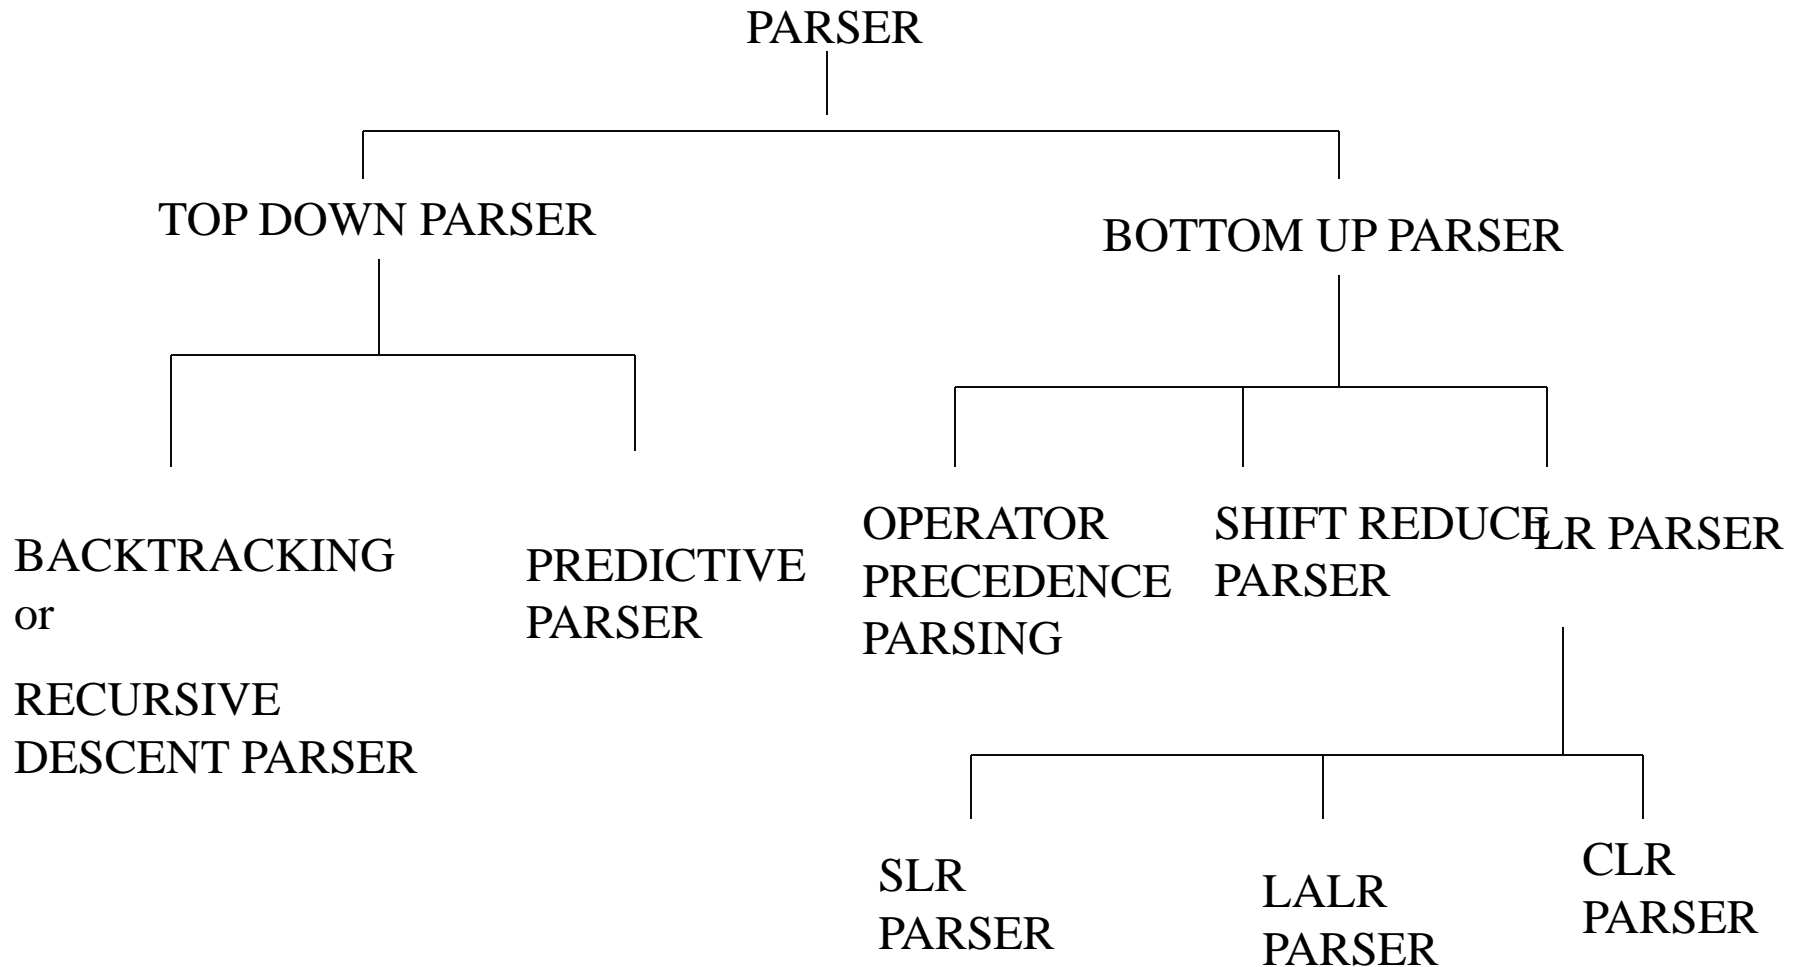 PARSER
TOP DOWN PARSER
BOTTOM UP PARSER
BACKTRACKING
or
RECURSIVE
DESCENT PARSER
PREDICTIVE
PARSER
OPERATOR
PRECEDENCE
PARSING
SHIFT REDUCE
PARSER
LR PARSER
SLR
PARSER
LALR
PARSER
CLR
PARSER